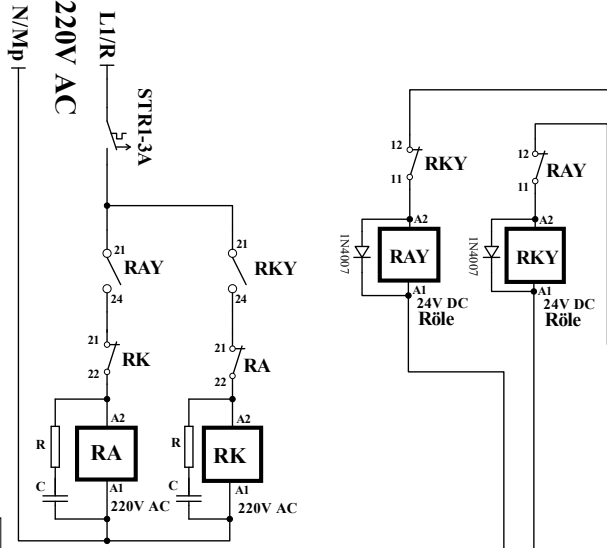 N/Mp
220V AC
L1/R
STR1-3A
21
RAY
24
21
RKY
24
21
RK
22
21
RA
22
A2
R
RA
C
A1
220V AC
A2
R
RK
C
A1
220V AC
12
RKY
11
A2
1N4007
RAY
A1
24V DC
Röle
12
RAY
11
A2
1N4007
RKY
A1
24V DC
Röle